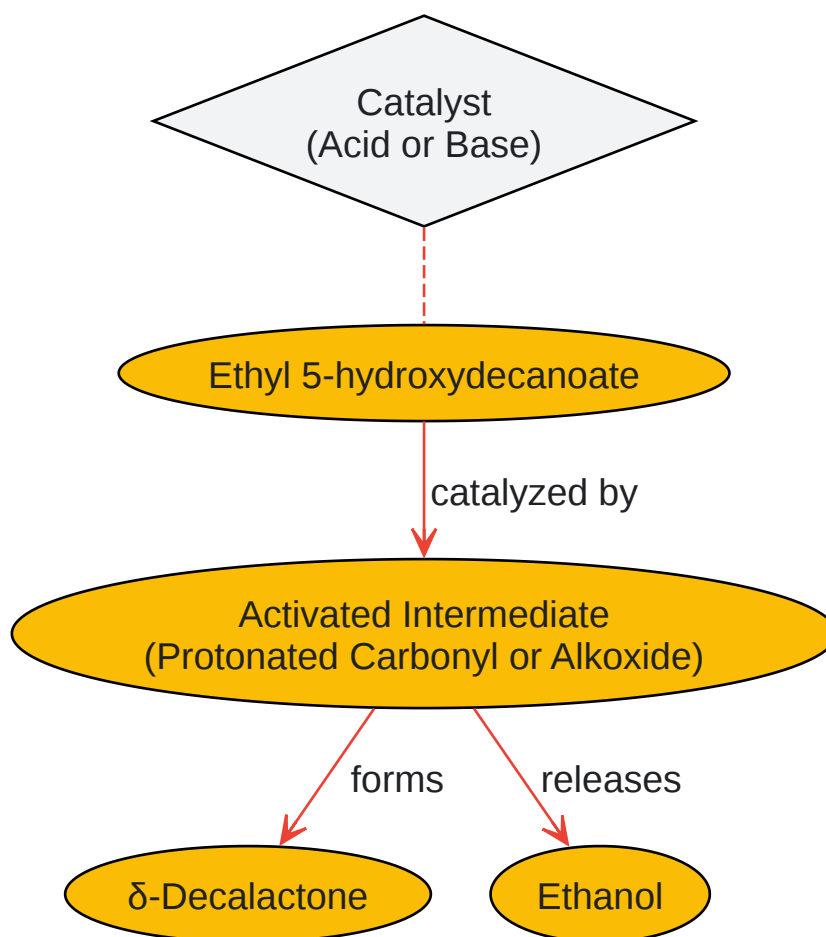 Catalyst
(Acid or Base)
Ethyl 5-hydroxydecanoate
catalyzed by
Activated Intermediate
(Protonated Carbonyl or Alkoxide)
forms
releases
δ-Decalactone
Ethanol